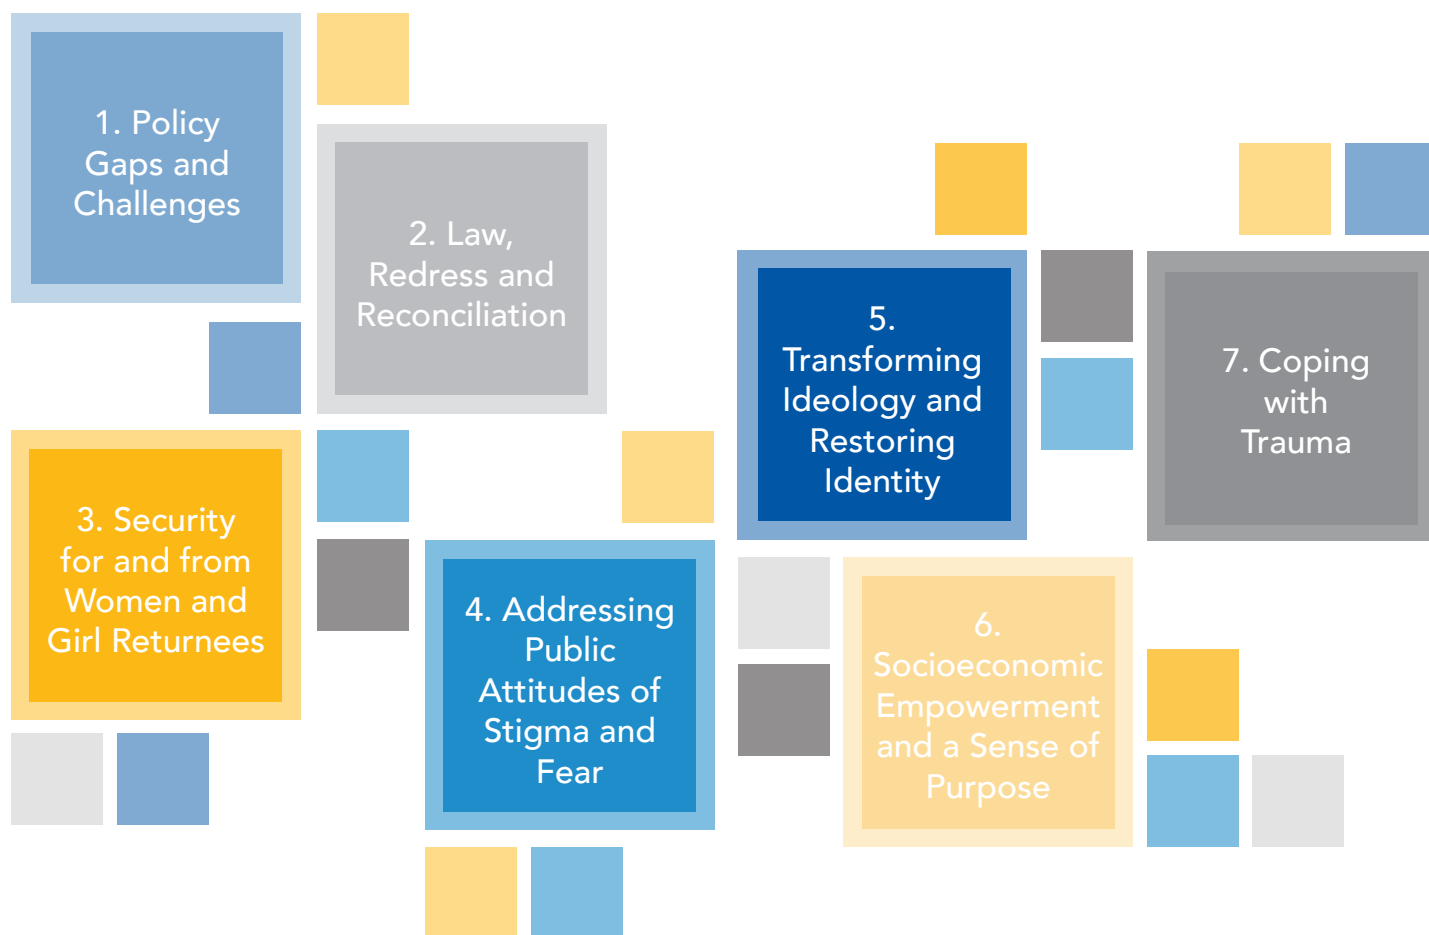 1. Policy
Gaps and
Challenges
2. Law,
Redress and
Reconciliation
3. Security
for and from
Women and
Girl Returnees
4. Addressing
Public
Attitudes of
Stigma and
Fear
5.
Transforming
Ideology and
Restoring
Identity
6.
Socioeconomic
Empowerment
and a Sense of
Purpose
7. Coping
with
Trauma